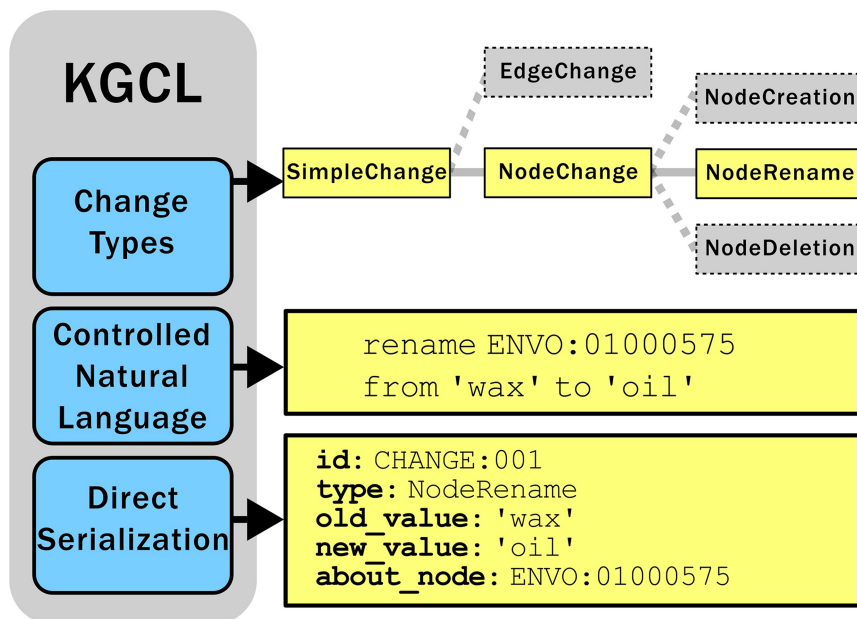 KGCL
Change
Types
SimpleChange
EdgeChange
NodeChange
NodeCreation
NodeRename
NodeDeletion
Controlled
Natural
Language
rename ENVO:01000575
from 'wax' to 'oil'
Direct
Serialization
id: CHANGE:001
type: NodeRename
old_value: 'wax'
new_value: 'oil'
about_node: ENVO:01000575